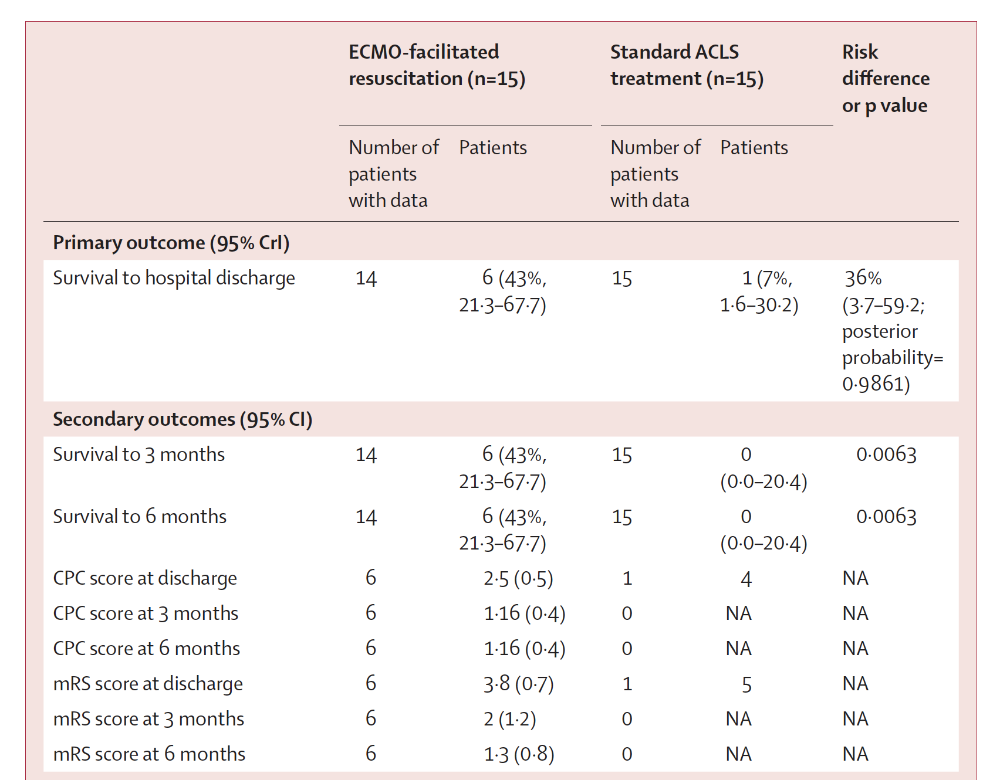 ECMO-facilitated resuscitation (n=15) Standard ACLS treatment (n=15) Risk difference or p value
Number of patients with data Patients Number of patients with data Patients
Primary outcome (95% CrI)
Survival to hospital discharge 14 6 (43%, 21·3–67·7) 15 1 (7%, 1·6–30·2) 36% (3·7–59·2; posterior probability= 0·9861)
Secondary outcomes (95% CI)
Survival to 3 months 14 6 (43%, 21·3–67·7) 15 0 (0·0–20·4) 0·0063
Survival to 6 months 14 6 (43%, 21·3–67·7) 15 0 (0·0–20·4) 0·0063
CPC score at discharge 6 2·5 (0·5) 1 4 NA
CPC score at 3 months 6 1·16 (0·4) 0 NA NA
CPC score at 6 months 6 1·16 (0·4) 0 NA NA
mRS score at discharge 6 3·8 (0·7) 1 5 NA
mRS score at 3 months 6 2 (1·2) 0 NA NA
mRS score at 6 months 6 1·3 (0·8) 0 NA NA